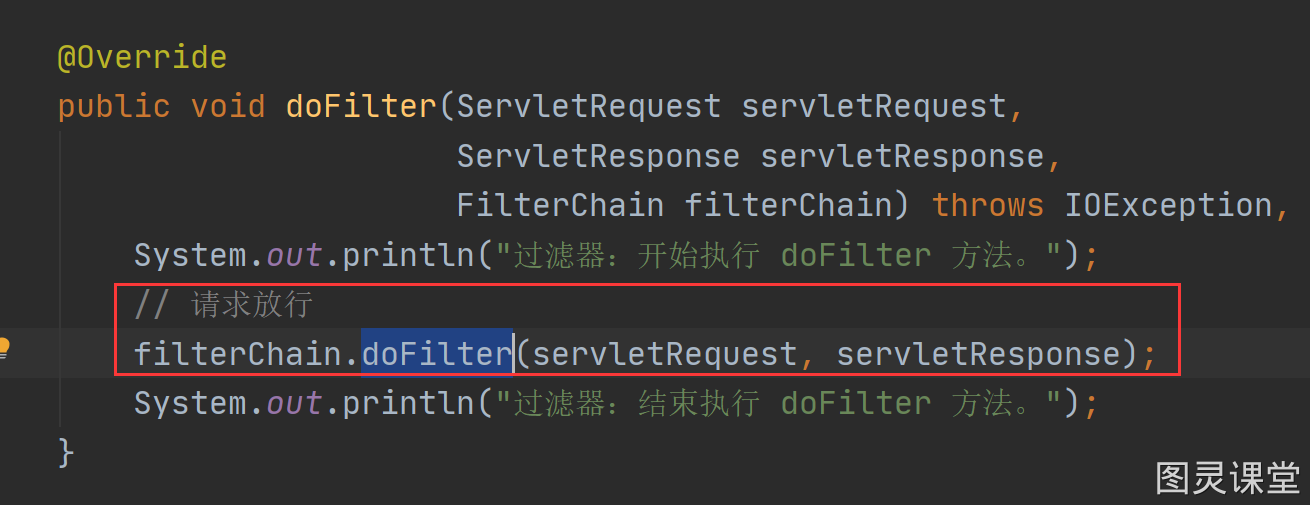 @Override
public void doFilter(ServletRequest servletRequest,
ServletResponse servletResponse,
FilterChain filterChain) throws IOException,
System.out.println("过滤器：开始执行 doFilter 方法。");
// 请求放行
filterChain.doFilter(servletRequest, servletResponse);
System.out.println("过滤器：结束执行 doFilter 方法。");
}
图灵课堂